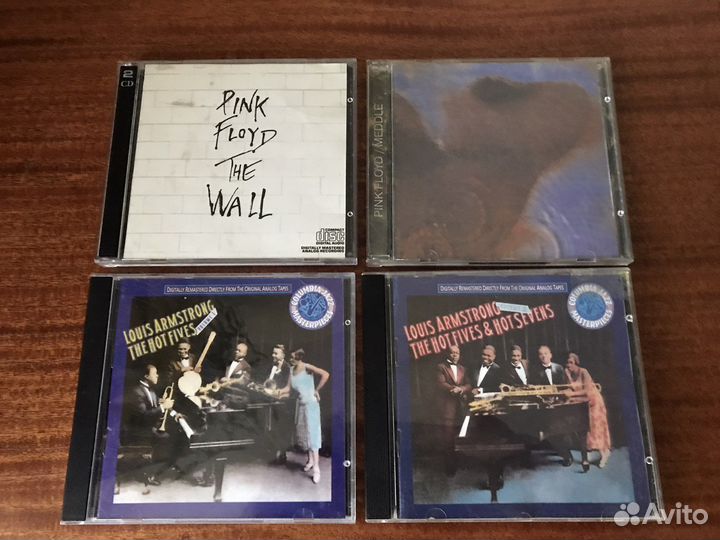 2
CD
PINK
FLOYD
THE
WALL
COMPACT
disc
DIGITAL AUDIO
DIGITALLY MASTERED
ANALOG RECORDING
PINK FLOYD / MEDDLE
DIGITALLY REMASTERED DIRECTLY FROM THE ORIGINAL ANALOG TAPES
COLUMBIA JAZZ
MASTERPIECES
LOUIS ARMSTRONG
THE HOT FIVES
DIGITALLY REMASTERED DIRECTLY FROM THE ORIGINAL ANALOG TAPES
COLUMBIA JAZZ
MASTERPIECES
LOUIS ARMSTRONG
THE HOT FIVES & HOT SEVENS
Avito